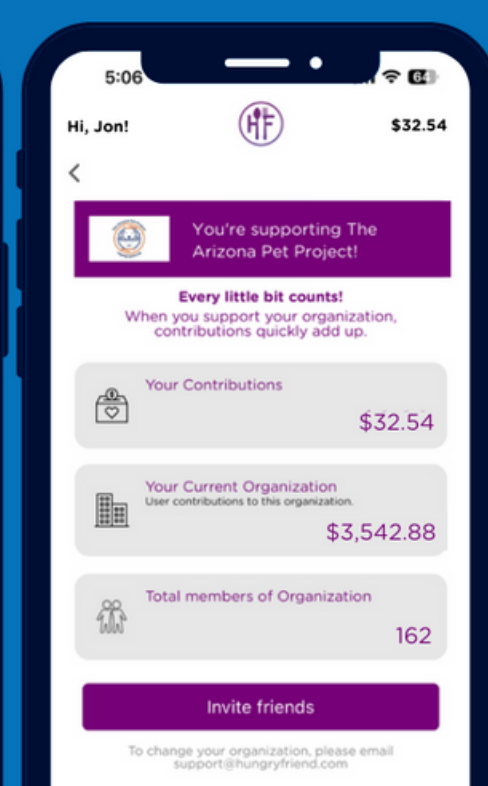 5:06
64
Hi, Jon!
HF
$32.54
You're supporting The
Arizona Pet Project!
Every little bit counts!
When you support your organization,
contributions quickly add up.
Your Contributions
$32.54
Your Current Organization
User contributions to this organization.
$3,542.88
Total members of Organization
162
Invite friends
To change your organization, please email
support@hungryfriend.com